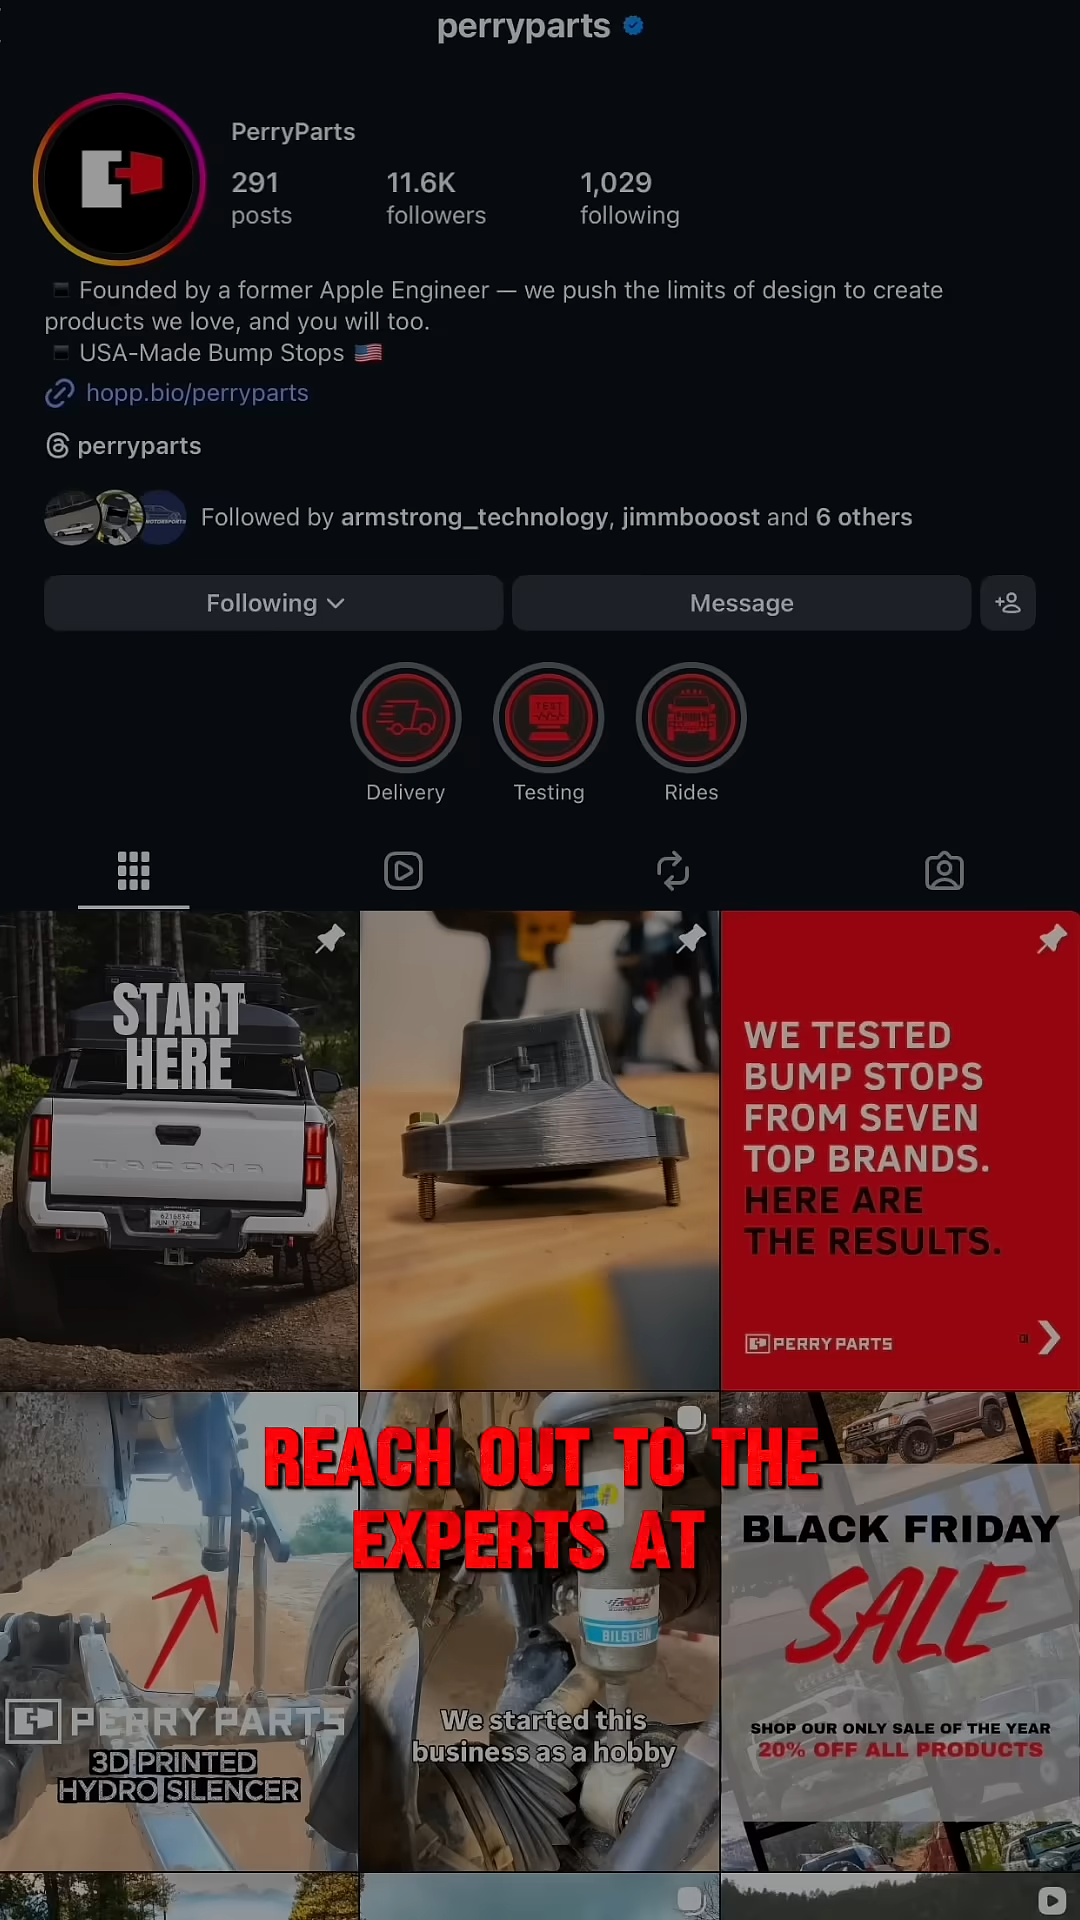 perryparts
PerryParts
291
posts
11.6K
followers
1,029
following
Founded by a former Apple Engineer — we push the limits of design to create
products we love, and you will too.
USA-Made Bump Stops 🇺🇸
hopp.bio/perryparts
perryparts
Followed by armstrong_technology, jimmbooost and 6 others
Following
Message
TEST
Delivery
Testing
Rides
START
HERE
TACOMA
WE TESTED
BUMP STOPS
FROM SEVEN
TOP BRANDS.
HERE ARE
THE RESULTS.
PERRY PARTS
REACH OUT TO THE
EXPERTS AT
PERRY PARTS
3D PRINTED
HYDRO SILENCER
BILSTEIN
We started this
business as a hobby
BLACK FRIDAY
SALE
SHOP OUR ONLY SALE OF THE YEAR
20% OFF ALL PRODUCTS